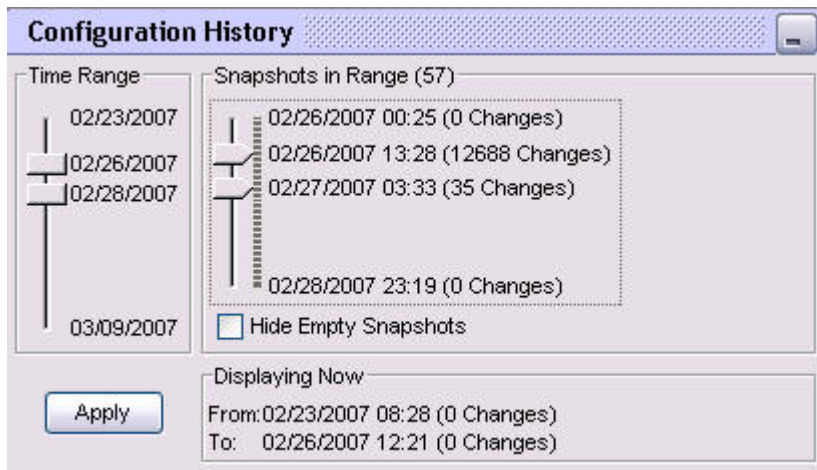 Configuration History
Time Range
02/23/2007
02/26/2007
02/28/2007
03/09/2007
Snapshots in Range (57)
02/26/2007 00:25 (0 Changes)
02/26/2007 13:28 (12688 Changes)
02/27/2007 03:33 (35 Changes)
02/28/2007 23:19 (0 Changes)
Hide Empty Snapshots
Apply
Displaying Now
From:02/23/2007 08:28 (0 Changes)
To: 02/26/2007 12:21 (0 Changes)